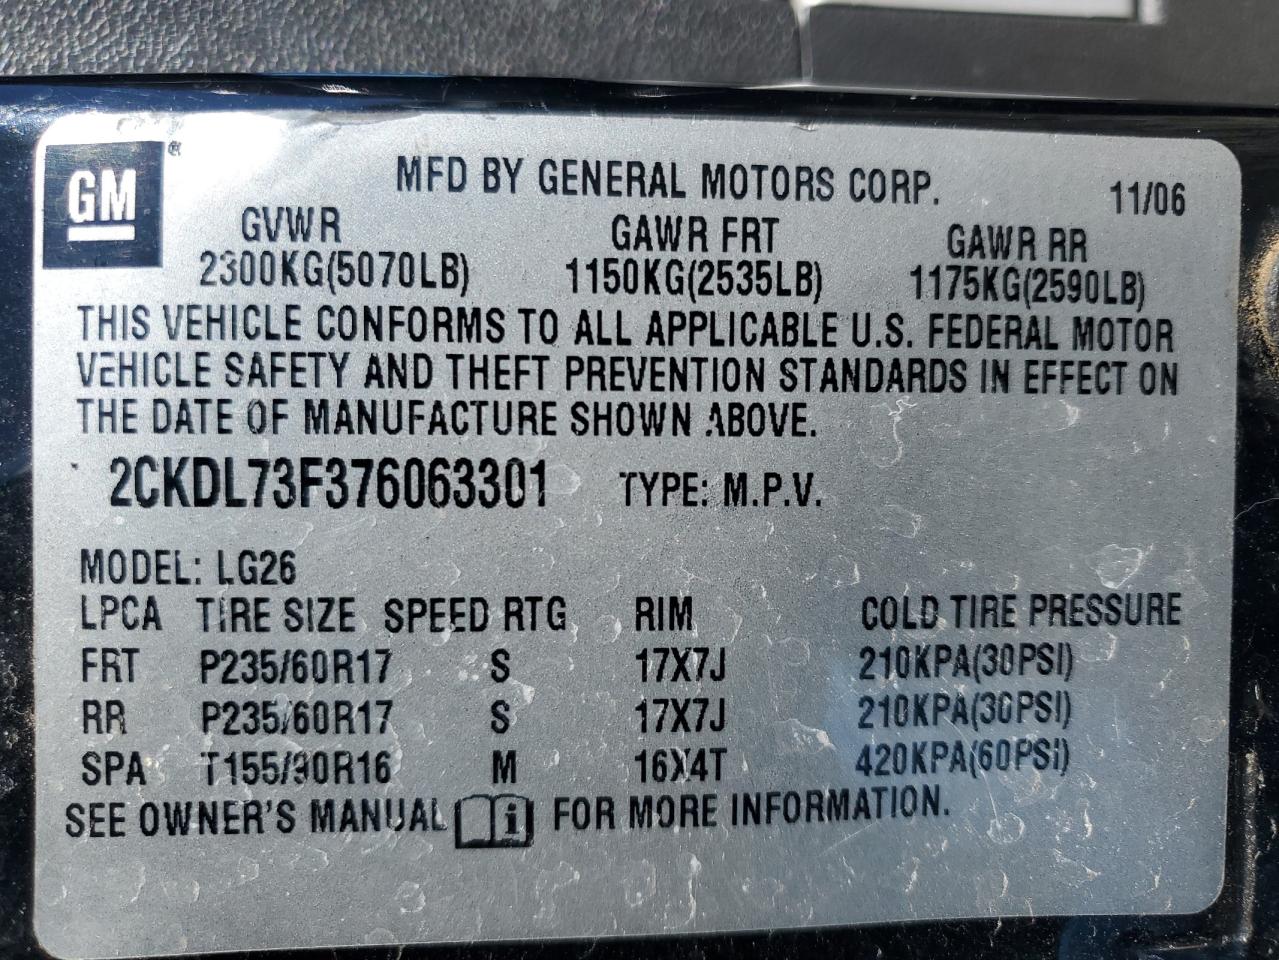 GM ®
MFD BY GENERAL MOTORS CORP. 11/06
GVWR GAWR FRT GAWR RR
2300KG(5070LB) 1150KG(2535LB) 1175KG(2590LB)
THIS VEHICLE CONFORMS TO ALL APPLICABLE U.S. FEDERAL MOTOR
VEHICLE SAFETY AND THEFT PREVENTION STANDARDS IN EFFECT ON
THE DATE OF MANUFACTURE SHOWN ABOVE.
2CKDL73F376063301 TYPE: M.P.V.
MODEL: LG26
LPCA TIRE SIZE SPEED RTG RIM COLD TIRE PRESSURE
FRT P235/60R17 S 17X7J 210KPA(30PSI)
RR P235/60R17 S 17X7J 210KPA(30PSI)
SPA T155/90R16 M 16X4T 420KPA(60PSI)
SEE OWNER'S MANUAL i FOR MORE INFORMATION.